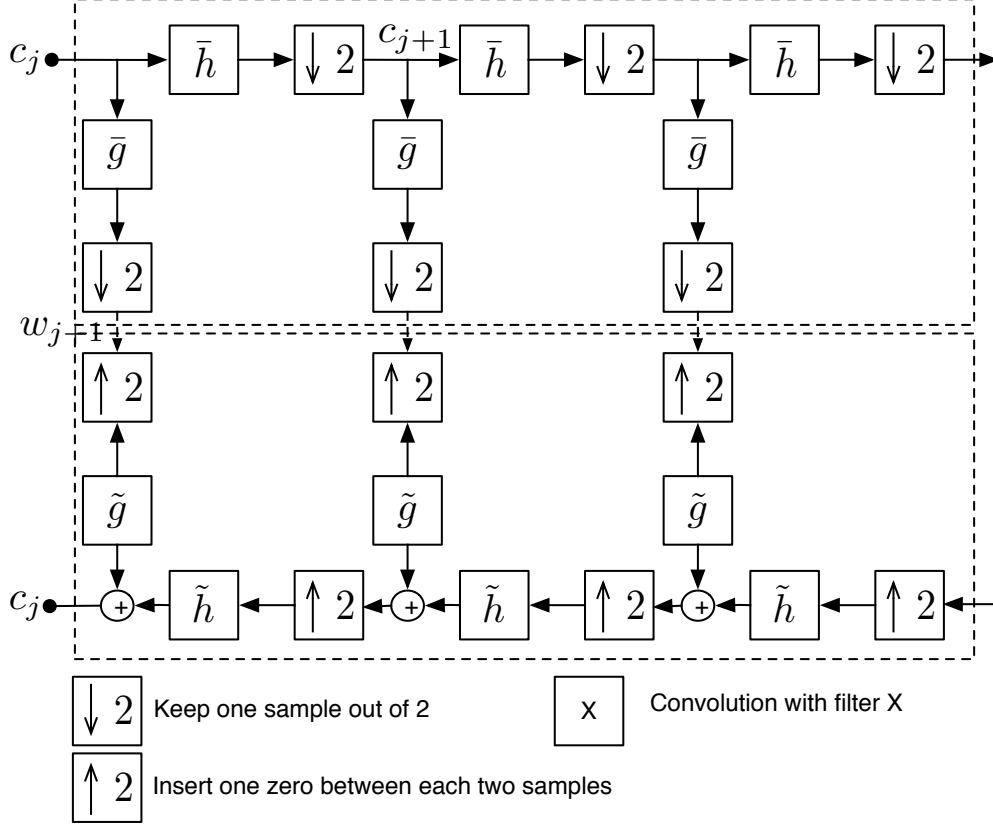 c_j h̄ ↓ 2 c_{j+1} h̄ ↓ 2 h̄ ↓ 2
ḡ ḡ ḡ
↓ 2 ↓ 2 ↓ 2
w_{j+1}
↑ 2 ↑ 2 ↑ 2
g̃ g̃ g̃
c_j + h̃ ↑ 2 + h̃ ↑ 2 + h̃ ↑ 2
↓ 2 Keep one sample out of 2
X Convolution with filter X
↑ 2 Insert one zero between each two samples